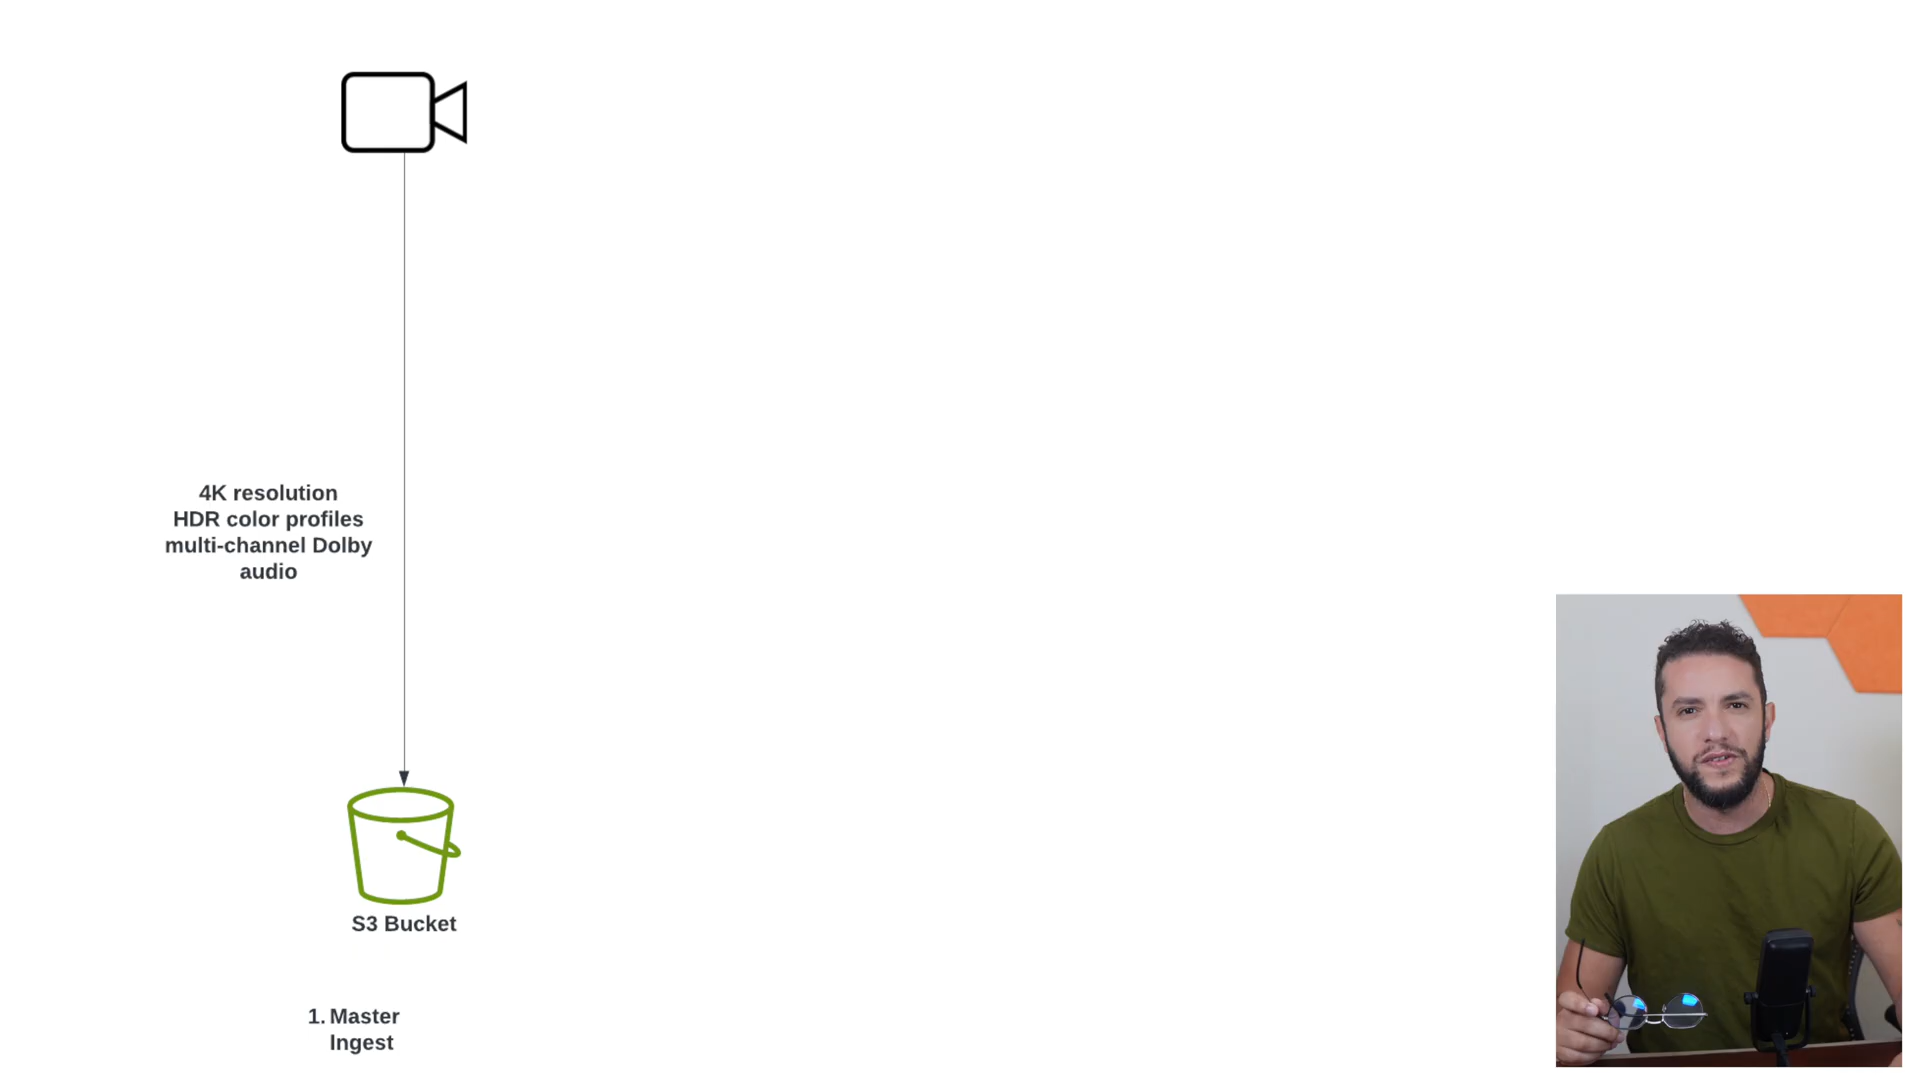 4K resolution
HDR color profiles
multi-channel Dolby
audio
S3 Bucket
1. Master
Ingest